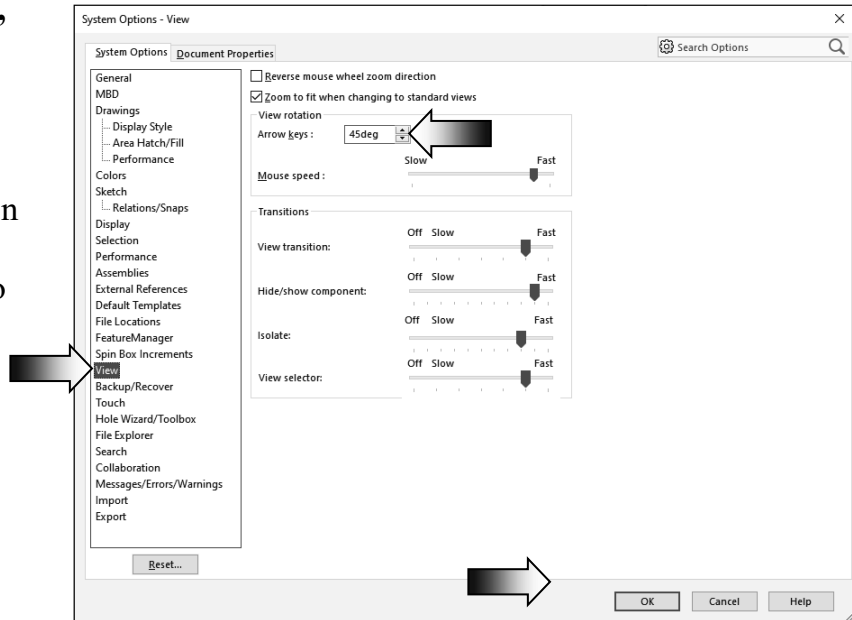 ,
n
o
System Options - View
System Options Document Properties
Search Options
General
MBD
Drawings
Display Style
Area Hatch/Fill
Performance
Colors
Sketch
Relations/Snaps
Display
Selection
Performance
Assemblies
External References
Default Templates
File Locations
FeatureManager
Spin Box Increments
View
Backup/Recover
Touch
Hole Wizard/Toolbox
File Explorer
Search
Collaboration
Messages/Errors/Warnings
Import
Export
Reset...
Reverse mouse wheel zoom direction
Zoom to fit when changing to standard views
View rotation
Arrow keys : 45deg
Slow Fast
Mouse speed :
Transitions
Off Slow Fast
View transition:
Off Slow Fast
Hide/show component:
Off Slow Fast
Isolate:
Off Slow Fast
View selector:
OK Cancel Help